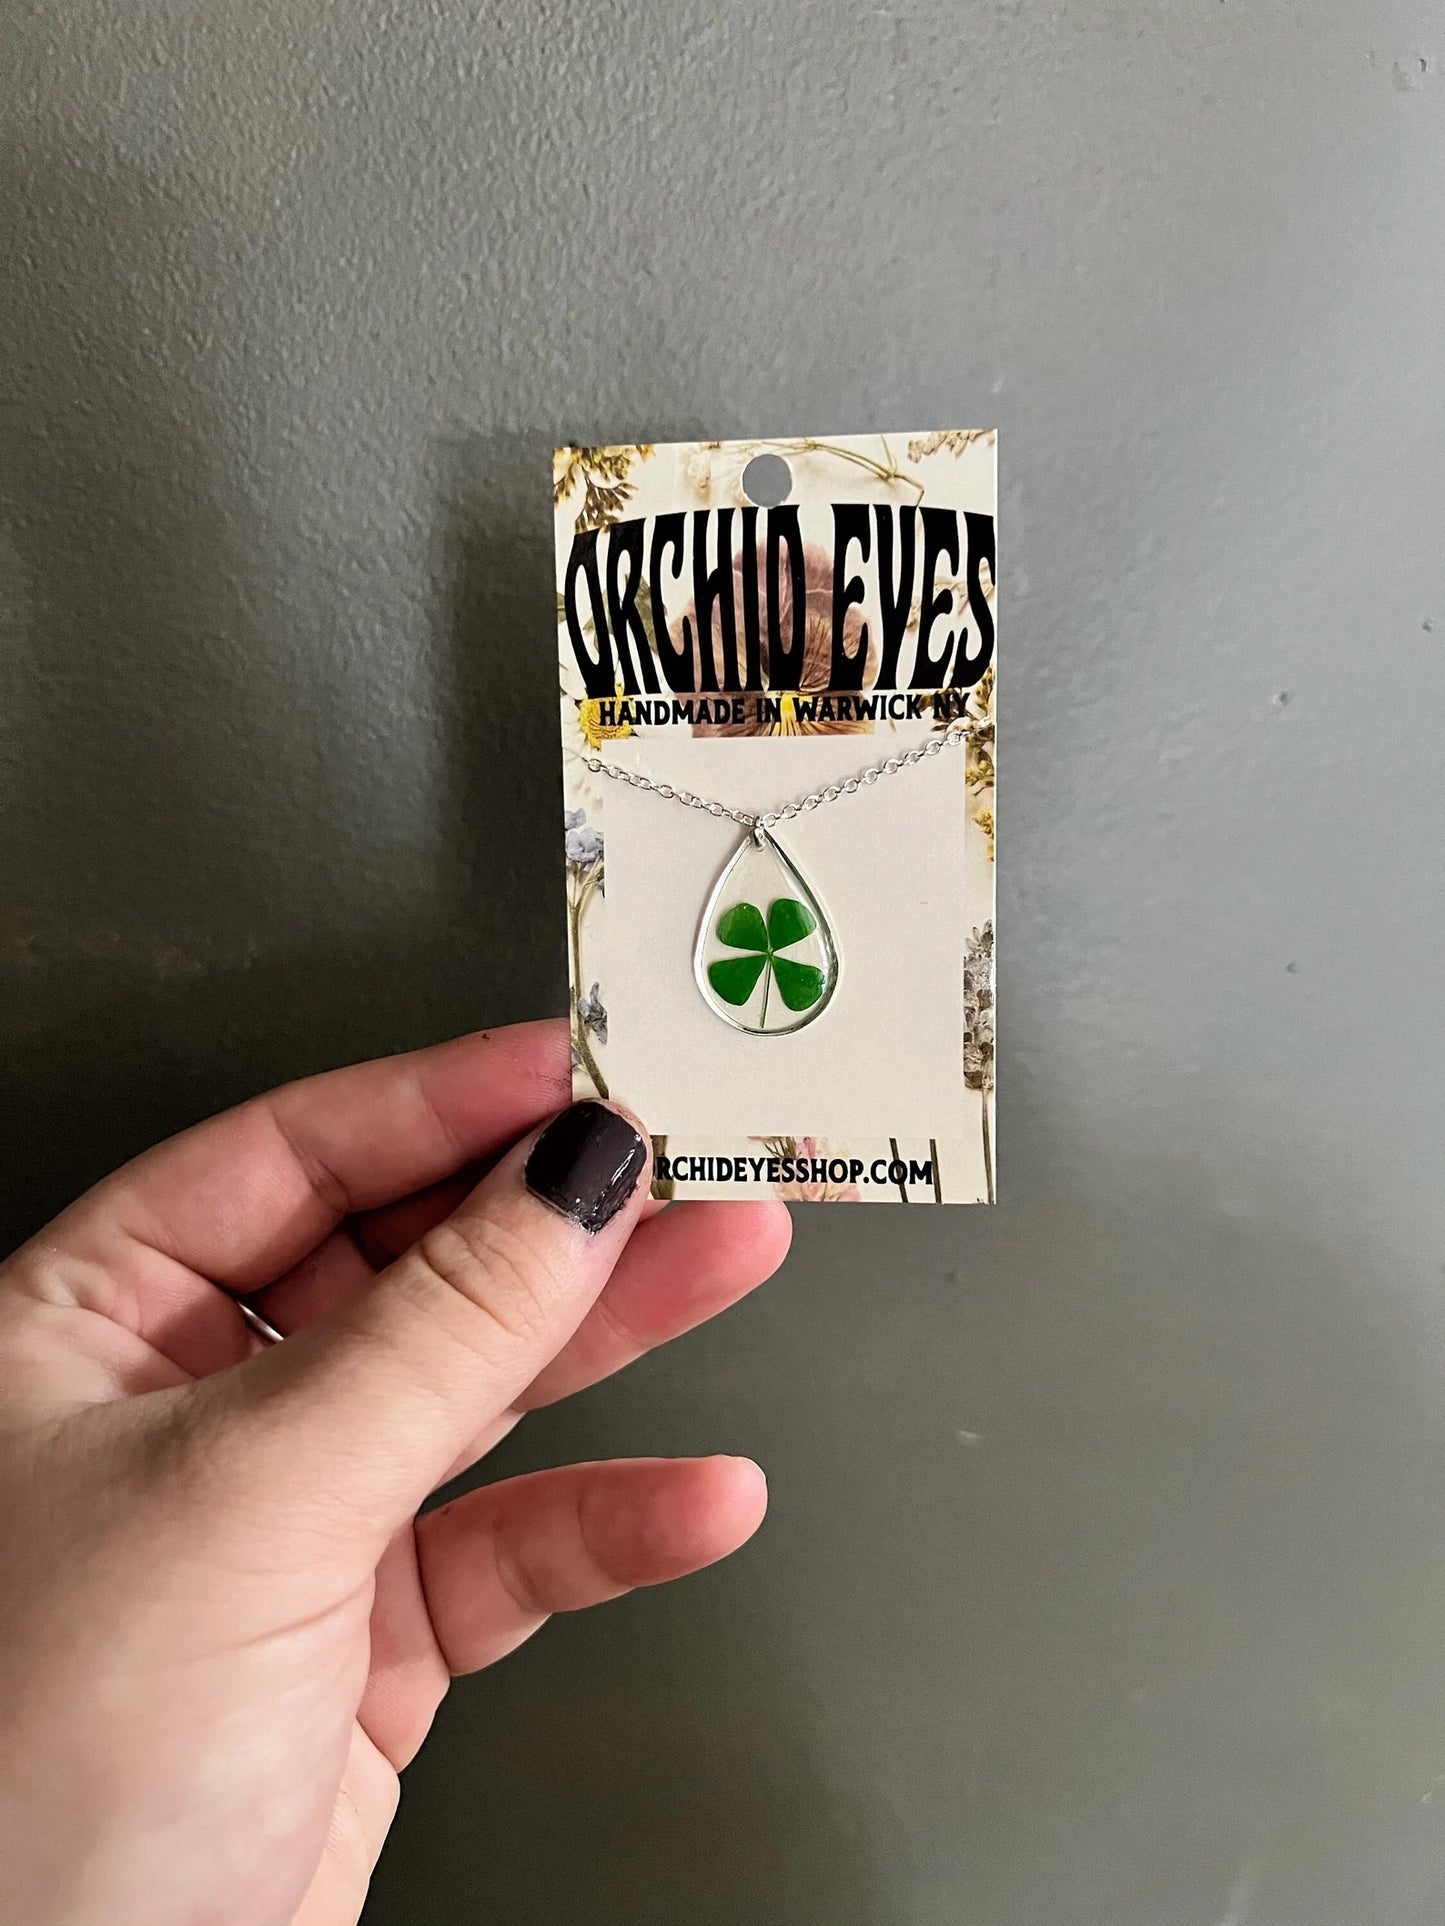 ORCHID EYES
HANDMADE IN WARWICK NY
RCHIDEYESSHOP.COM